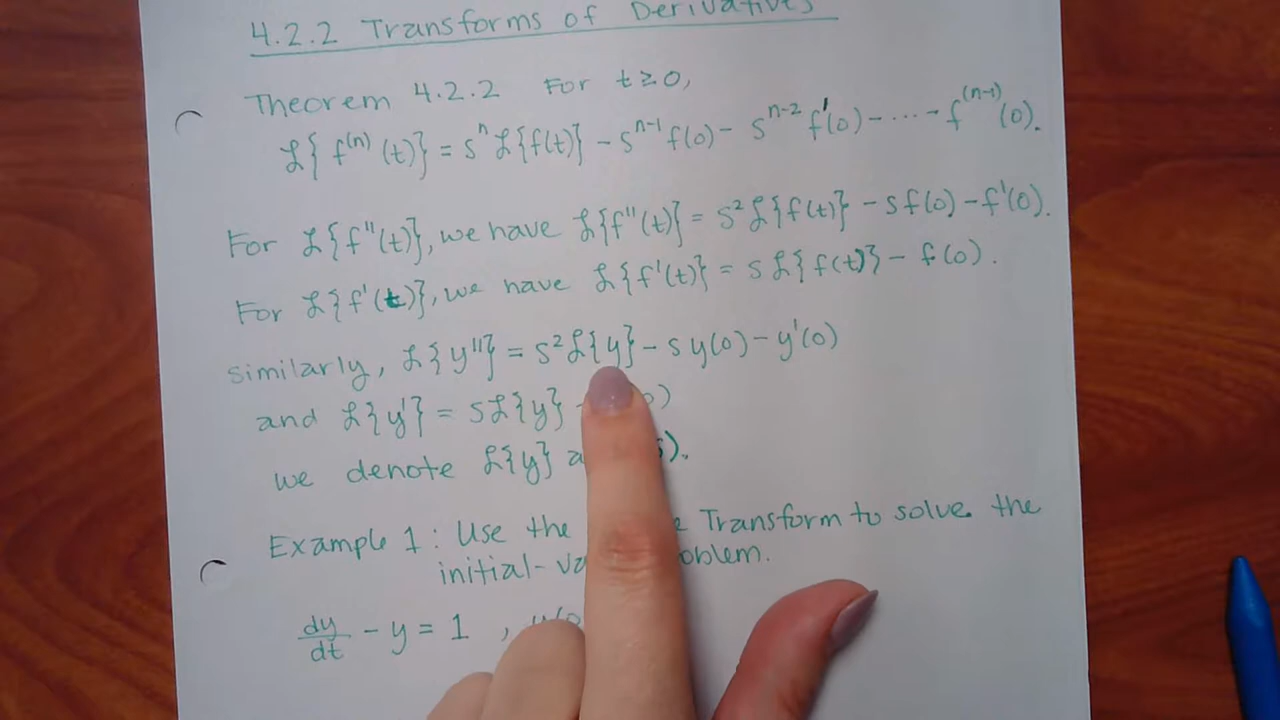 4.2.2 Transforms of Derivatives
Theorem 4.2.2 For t ≥ 0,
ℒ{f⁽ⁿ⁾(t)} = sⁿℒ{f(t)} - sⁿ⁻¹f(0) - sⁿ⁻²f'(0) - ... - f⁽ⁿ⁻¹⁾(0).
For ℒ{f"(t)}, we have ℒ{f"(t)} = s²ℒ{f(t)} - sf(0) - f'(0).
For ℒ{f'(t)}, we have ℒ{f'(t)} = sℒ{f(t)} - f(0).
similarly, ℒ{y"} = s²ℒ{y} - sy(0) - y'(0)
and ℒ{y'} = sℒ{y} - )
we denote ℒ{y} ).
Example 1: Use the Transform to solve the
initial-
dy/dt - y = 1 ,